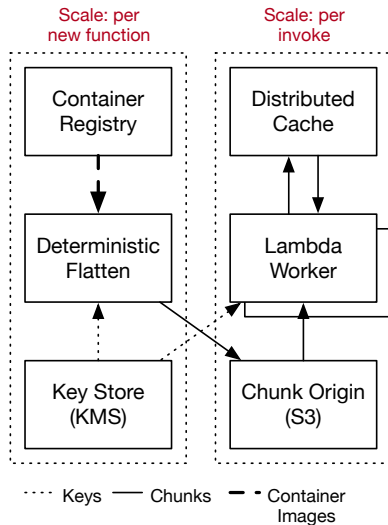 Scale: per
new function
Scale: per
invoke
Container
Registry
Distributed
Cache
Deterministic
Flatten
Lambda
Worker
Key Store
(KMS)
Chunk Origin
(S3)
Keys
Chunks
Container
Images